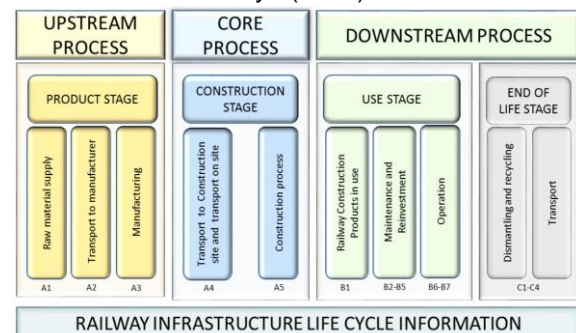 UPSTREAM
PROCESS
CORE
PROCESS
DOWNSTREAM PROCESS
PRODUCT STAGE
CONSTRUCTION
STAGE
USE STAGE
END OF
LIFE STAGE
Raw material supply
Transport to manufacturer
Manufacturing
Transport to Construction
site and transport on site
Construction process
Railway Construction
Products in use
Maintenance and
Reinvestment
Operation
Dismantling and recycling
Transport
A1
A2
A3
A4
A5
B1
B2-B5
B6-B7
C1-C4
RAILWAY INFRASTRUCTURE LIFE CYCLE INFORMATION